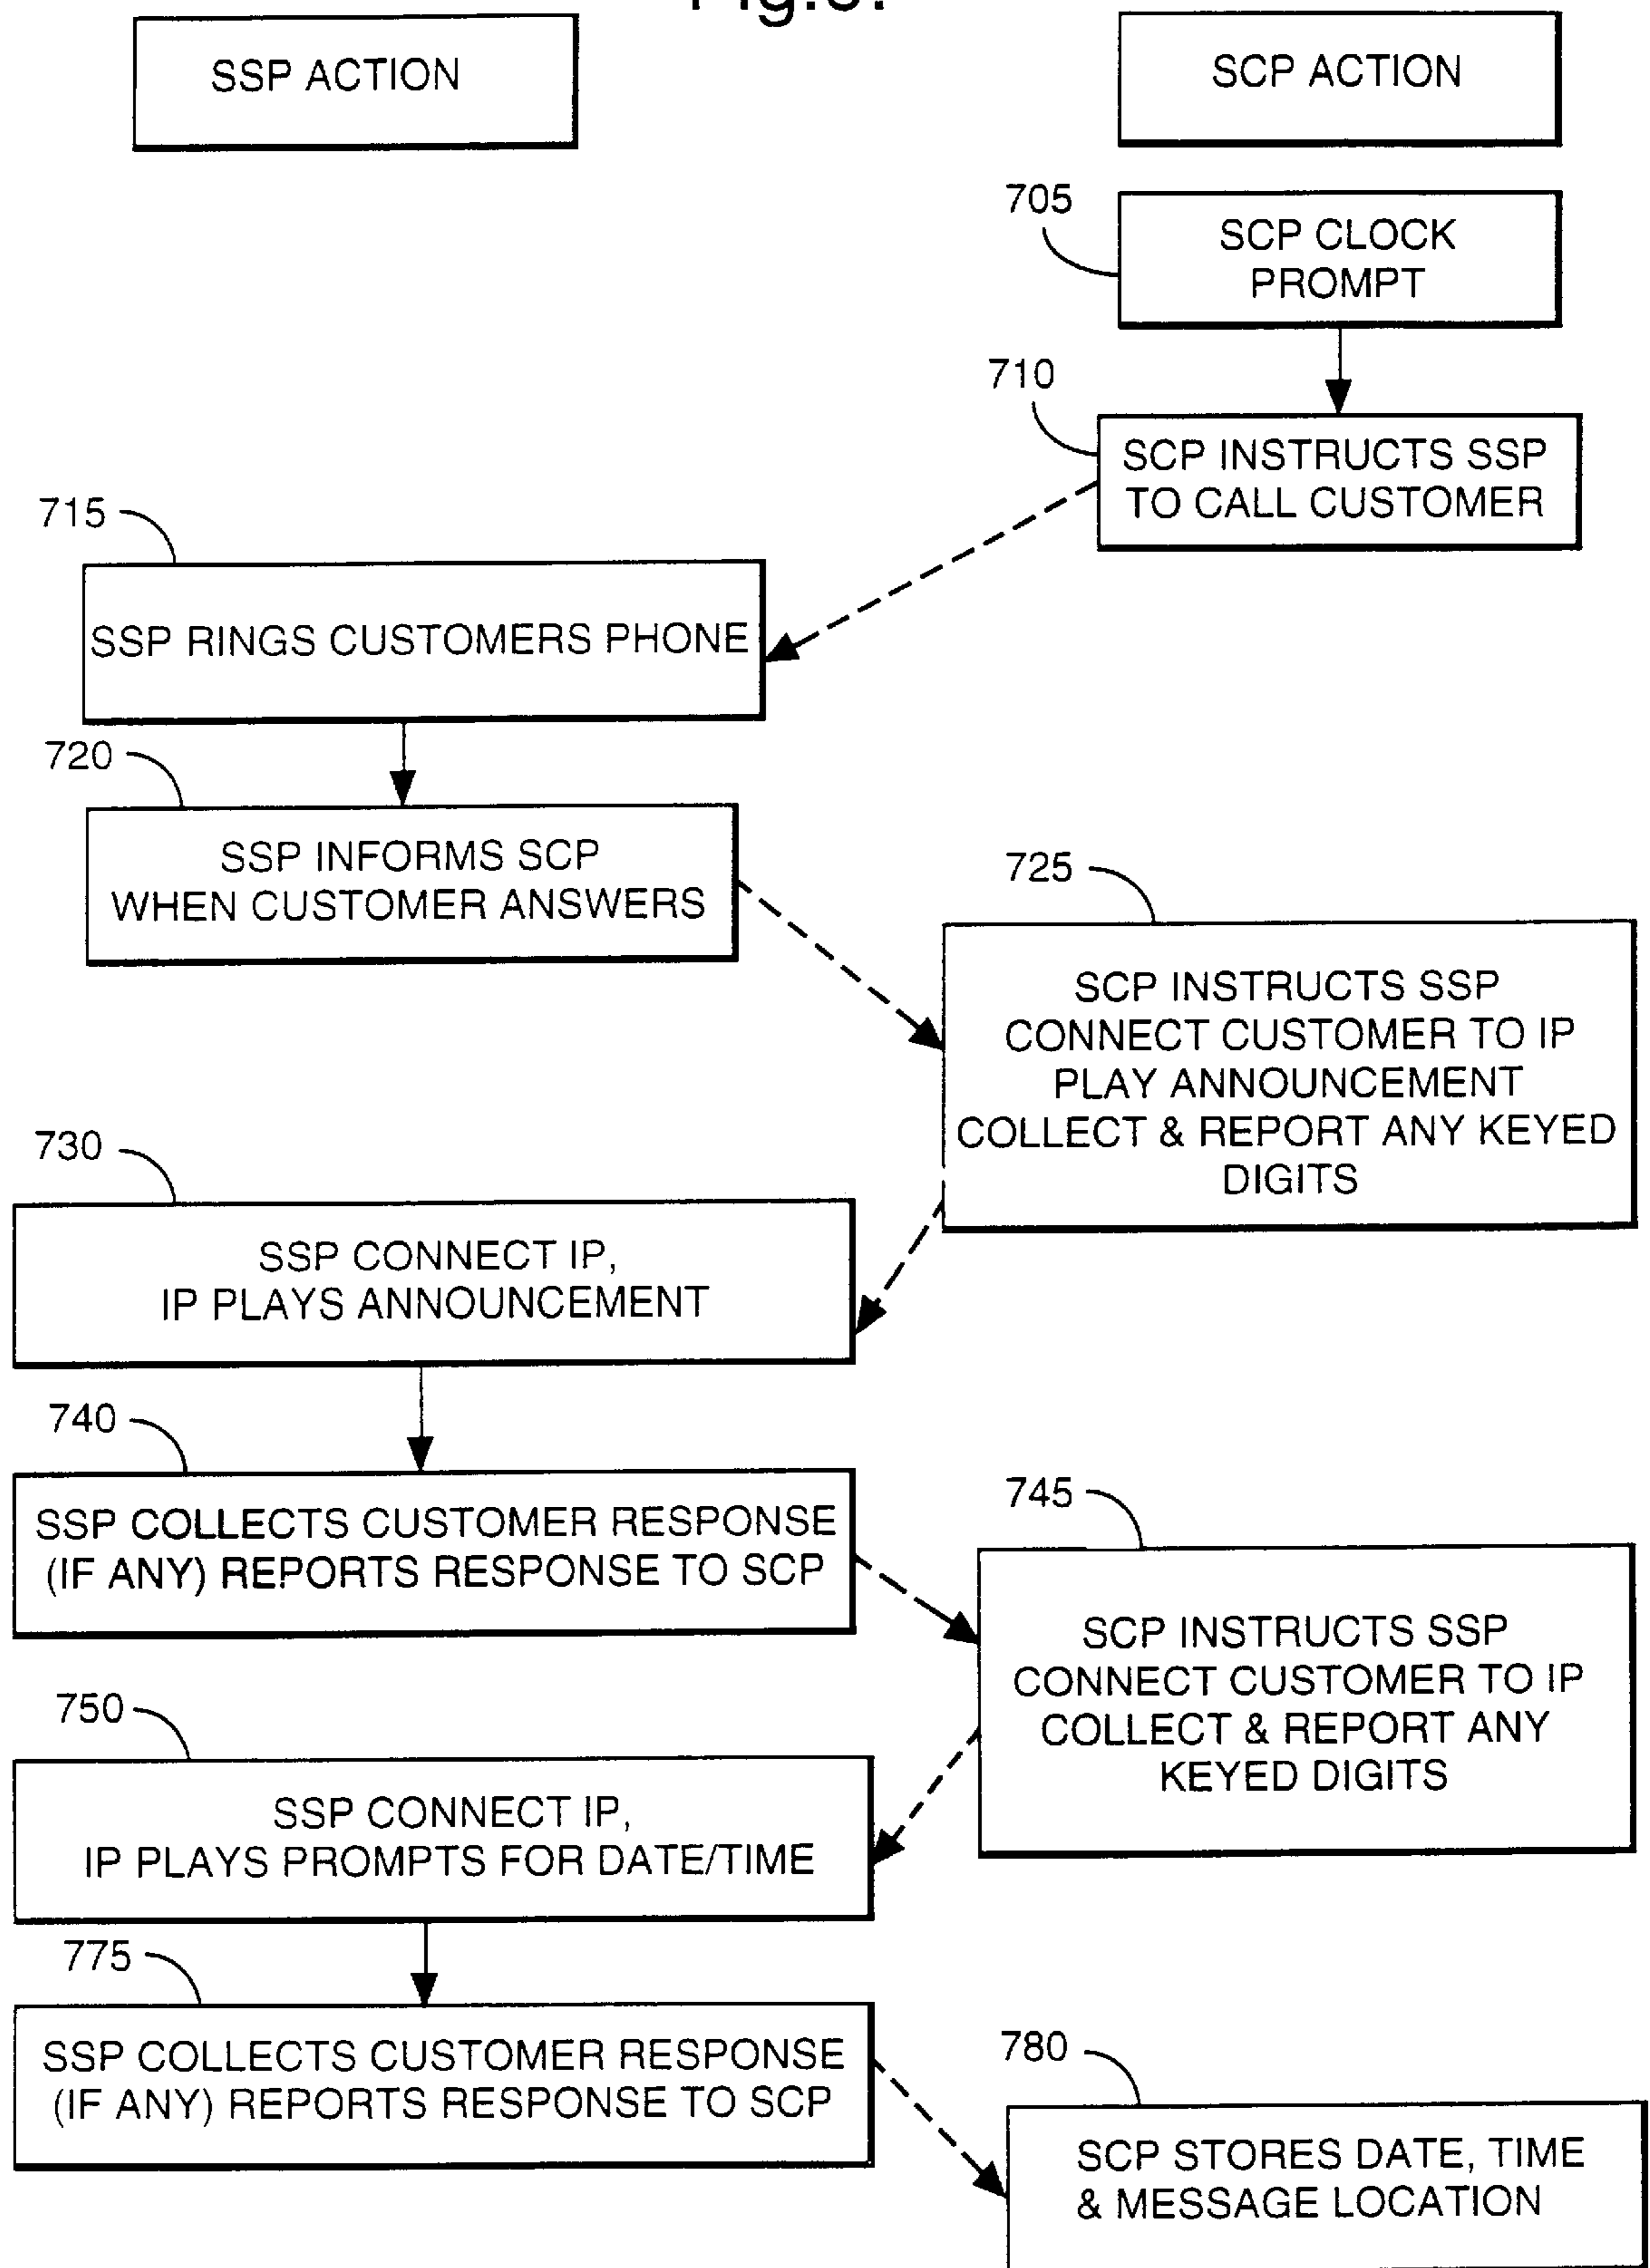 SSP ACTION
SCP ACTION
705
SCP CLOCK
PROMPT
710
SCP INSTRUCTS SSP
TO CALL CUSTOMER
715
SSP RINGS CUSTOMERS PHONE
720
SSP INFORMS SCP
WHEN CUSTOMER ANSWERS
725
SCP INSTRUCTS SSP
CONNECT CUSTOMER TO IP
PLAY ANNOUNCEMENT
COLLECT & REPORT ANY KEYED
DIGITS
730
SSP CONNECT IP,
IP PLAYS ANNOUNCEMENT
740
SSP COLLECTS CUSTOMER RESPONSE
(IF ANY) REPORTS RESPONSE TO SCP
745
SCP INSTRUCTS SSP
CONNECT CUSTOMER TO IP
COLLECT & REPORT ANY
KEYED DIGITS
750
SSP CONNECT IP,
IP PLAYS PROMPTS FOR DATE/TIME
775
SSP COLLECTS CUSTOMER RESPONSE
(IF ANY) REPORTS RESPONSE TO SCP
780
SCP STORES DATE, TIME
& MESSAGE LOCATION